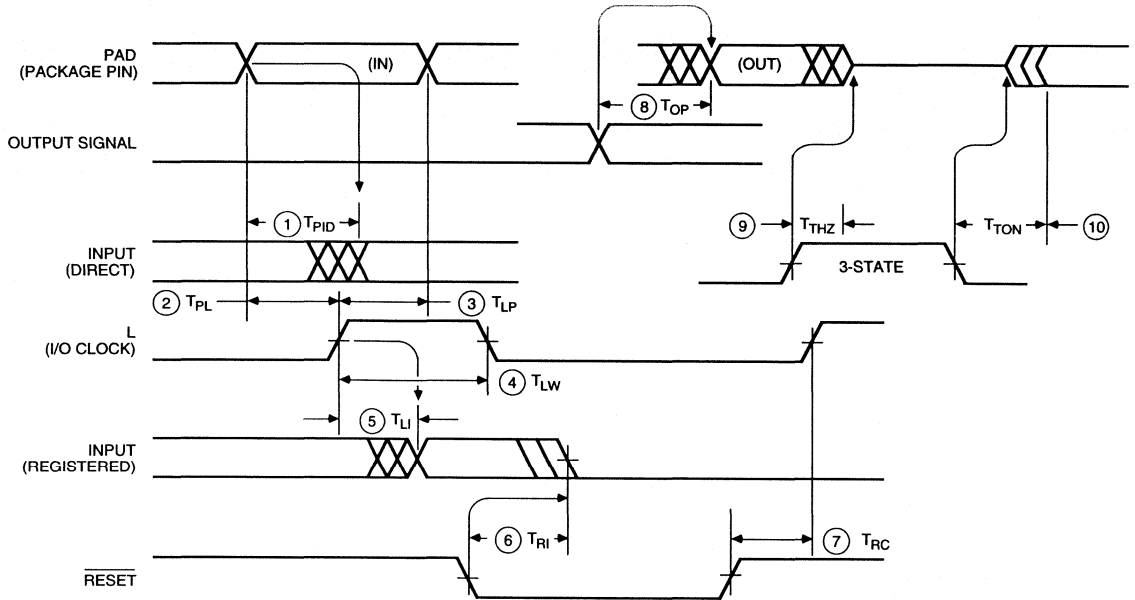 PAD
(PACKAGE PIN)
(IN)
(OUT)
8 TOP
OUTPUT SIGNAL
1 TPID
9
TTHZ
TTON
10
INPUT
(DIRECT)
3-STATE
2 TPL
3 TLP
L
(I/O CLOCK)
4 TLW
5 TLI
INPUT
(REGISTERED)
6 TRI
7 TRC
RESET